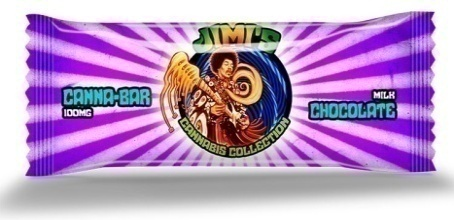 JIMI'S
CANNA-BAR
100MG
CANNABIS COLLECTION
MILK
CHOCOLATE